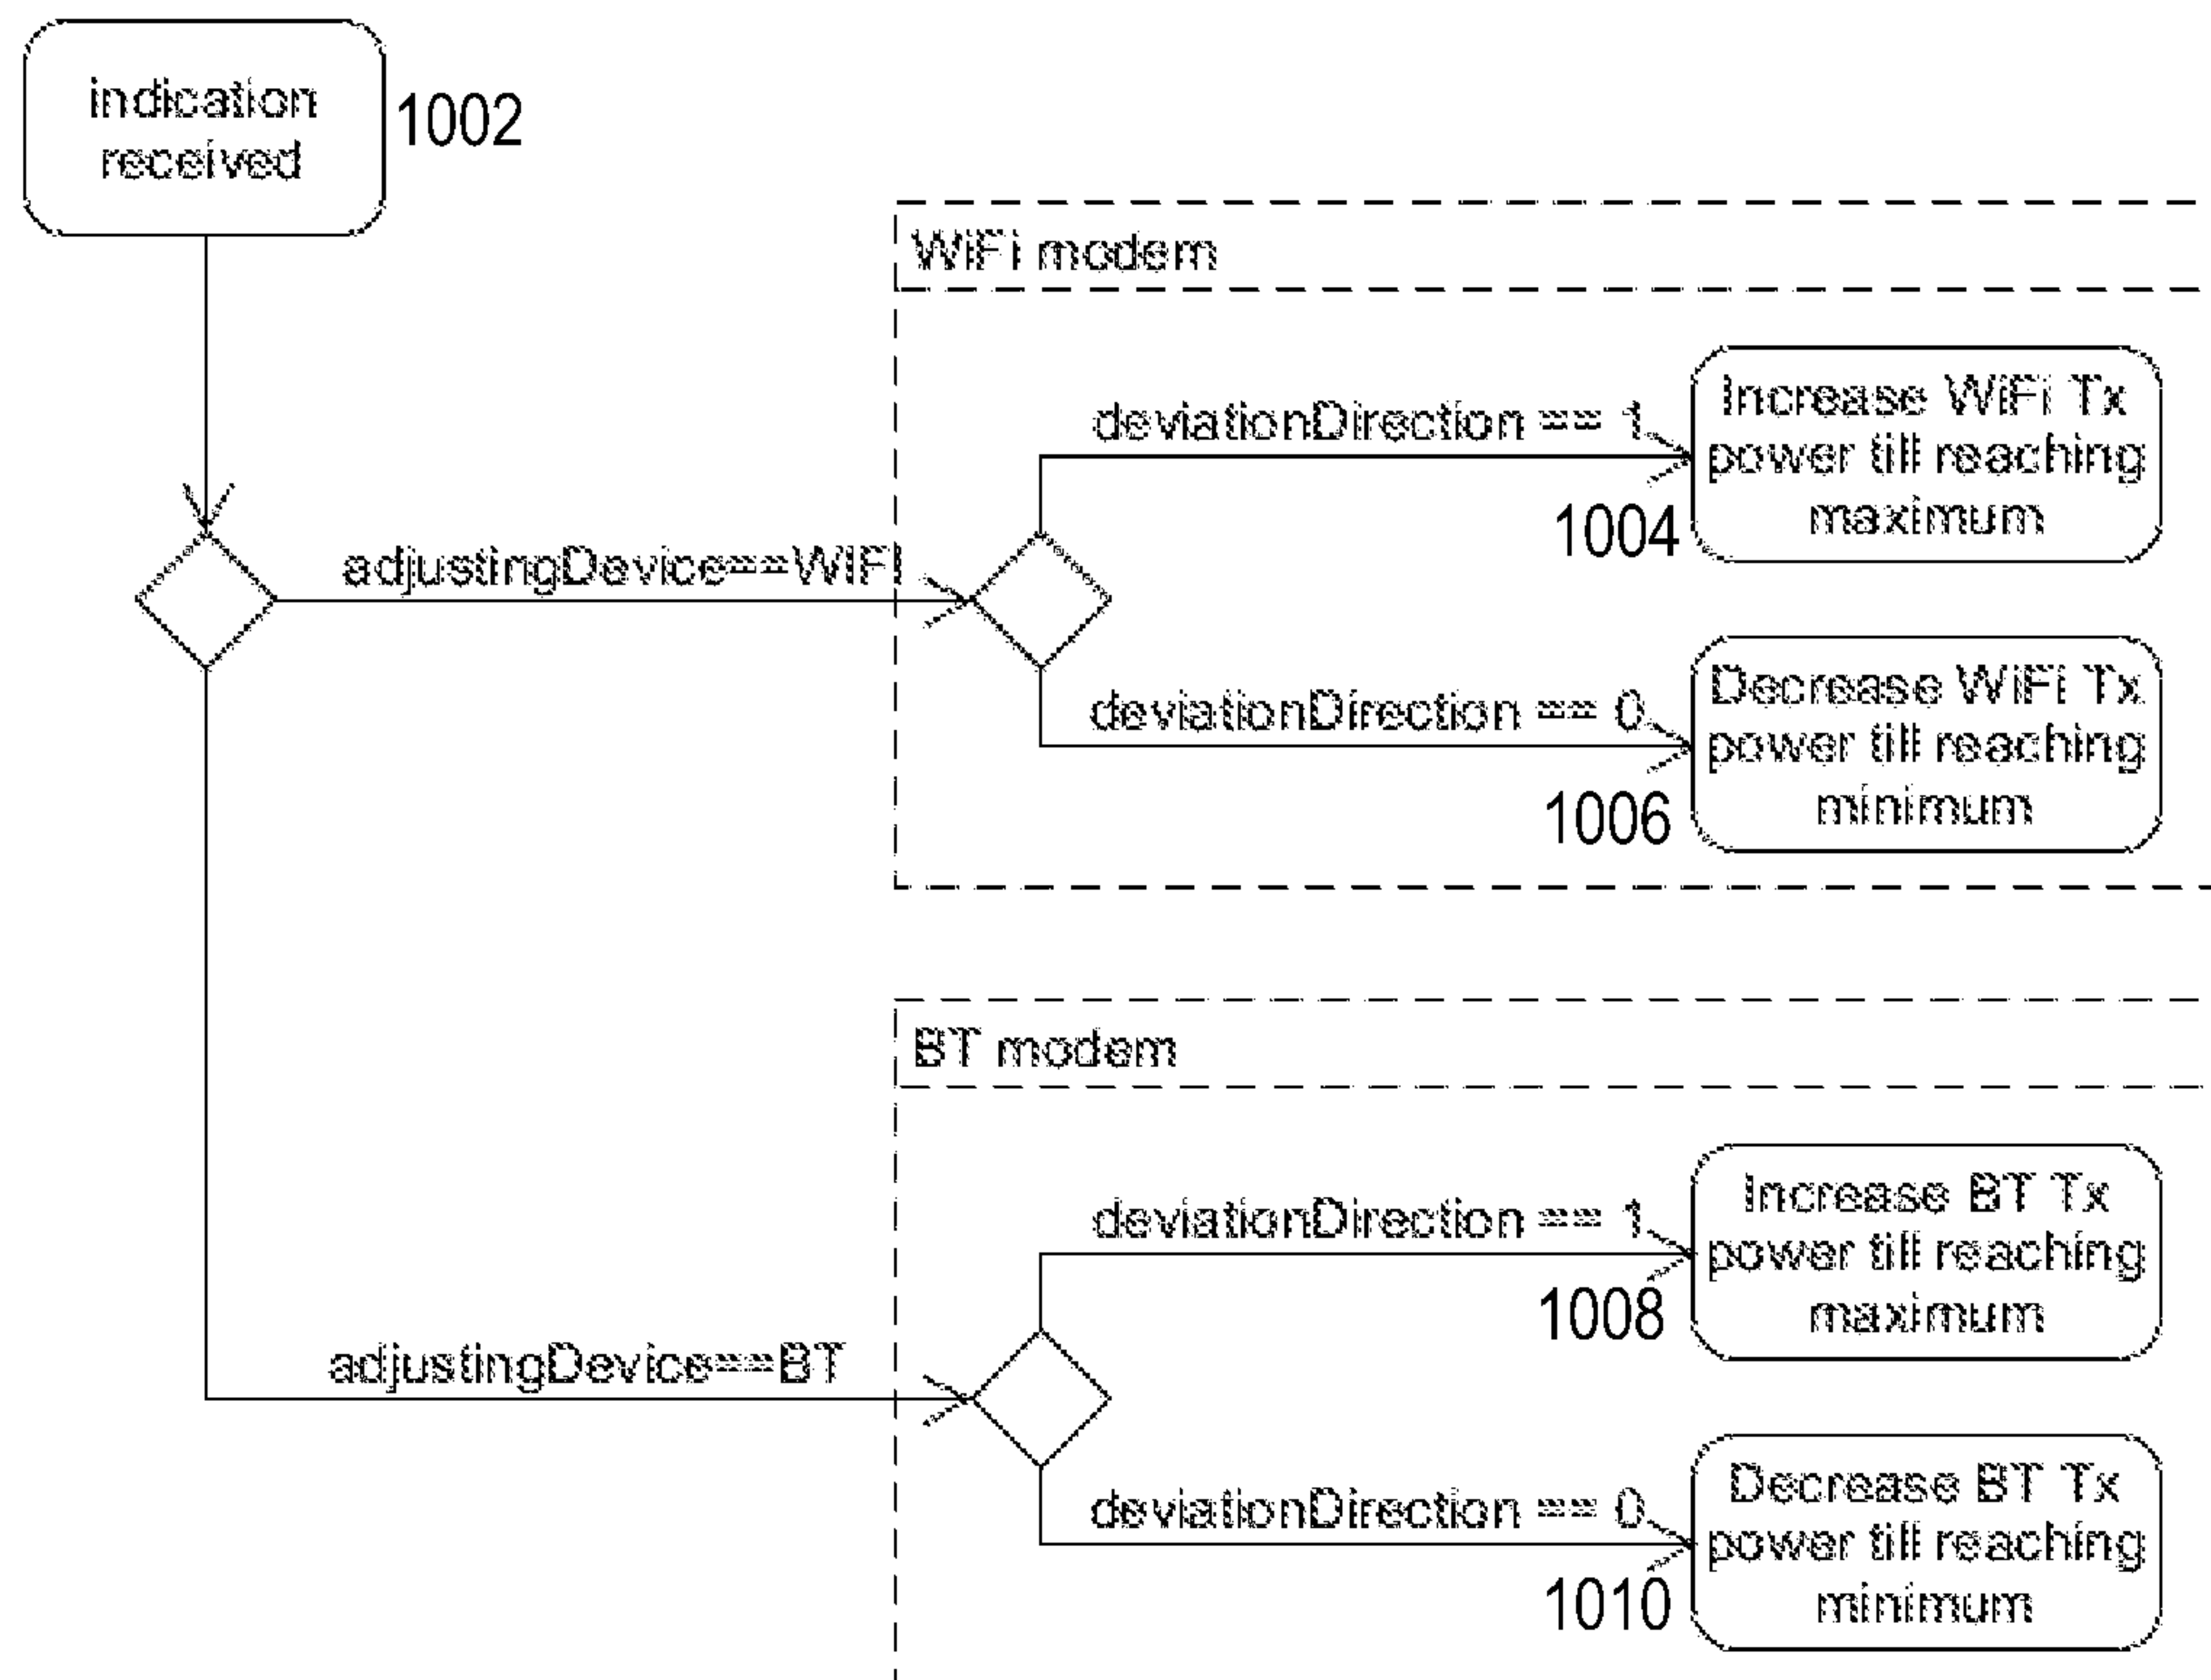 indication
received
1002
WiFi modem
deviationDirection == 1
Increase WiFi Tx
power till reaching
maximum
1004
adjustingDevice==WIFI
deviationDirection == 0
Decrease WiFi Tx
power till reaching
minimum
1006
BT modem
deviationDirection == 1
Increase BT Tx
power till reaching
maximum
1008
adjustingDevice==BT
deviationDirection == 0
Decrease BT Tx
power till reaching
minimum
1010